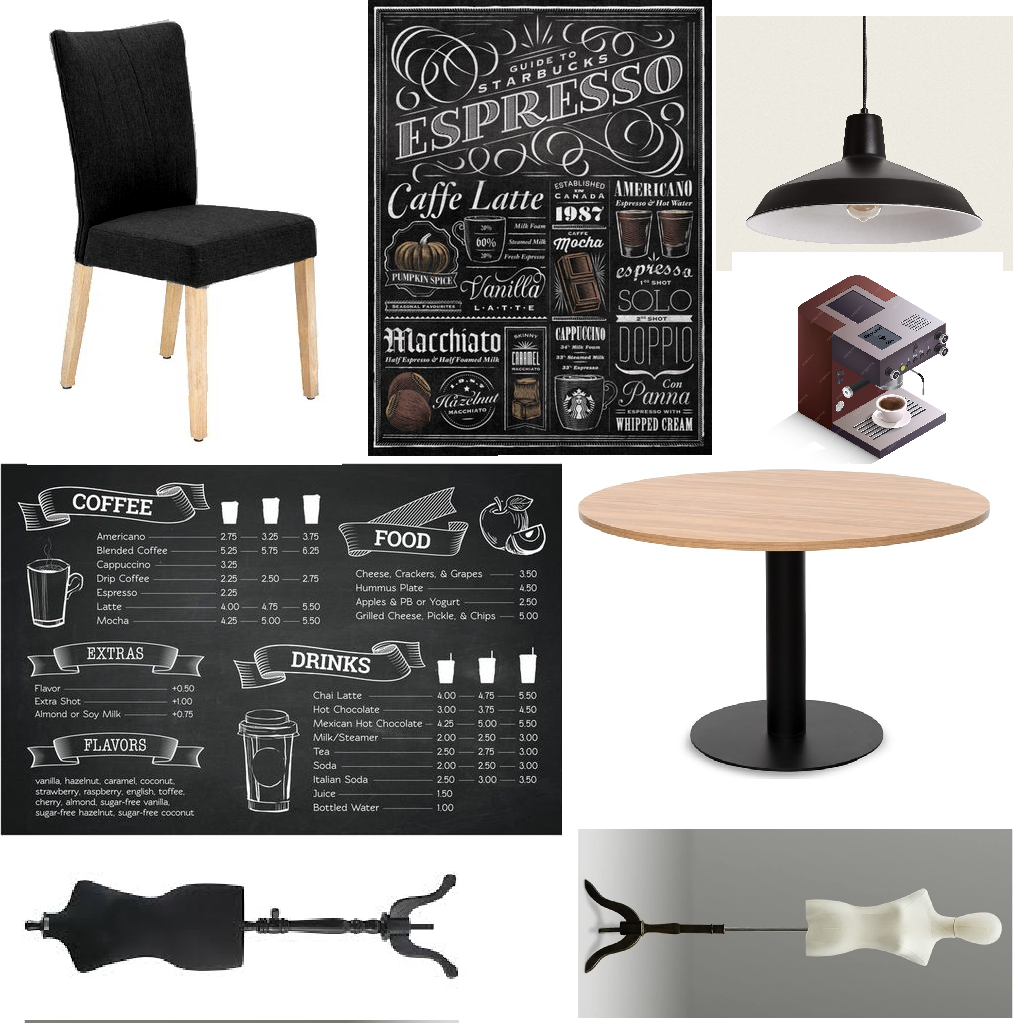 GUIDE TO
STARBUCKS
ESPRESSO
Caffe Latte
20%
60%
20%
Milk Foam
Steamed Milk
Fresh Espresso
PUMPKIN SPICE
SEASONAL FAVOURITES
Vanilla
L·A·T·T·E
ESTABLISHED
IN
CANADA
1987
CAFFE
Mocha
AMERICANO
Espresso & Hot Water
espresso
1ST SHOT
SOLO
2ND SHOT
DOPPIO
Macchiato
Half Espresso & Half Foamed Milk
Hazelnut
MACCHIATO
SKINNY
CARAMEL
MACCHIATO
CAPPUCCINO
34% Milk Foam
33% Steamed Milk
33% Espresso
Con
Panna
ESPRESSO WITH
WHIPPED CREAM
COFFEE
Americano 2.75 3.25 3.75
Blended Coffee 5.25 5.75 6.25
Cappuccino 3.25
Drip Coffee 2.25 2.50 2.75
Espresso 2.25
Latte 4.00 4.75 5.50
Mocha 4.25 5.00 5.50
FOOD
Cheese, Crackers, & Grapes 3.50
Hummus Plate 4.50
Apples & PB or Yogurt 2.50
Grilled Cheese, Pickle, & Chips 5.00
EXTRAS
Flavor +0.50
Extra Shot +1.00
Almond or Soy Milk +0.75
FLAVORS
vanilla, hazelnut, caramel, coconut,
strawberry, raspberry, english, toffee,
cherry, almond, sugar-free vanilla,
sugar-free hazelnut, sugar-free coconut
DRINKS
Chai Latte 4.00 4.75 5.50
Hot Chocolate 3.00 3.75 4.50
Mexican Hot Chocolate 4.25 5.00 5.50
Milk/Steamer 2.00 2.50 3.00
Tea 2.50 2.75 3.00
Soda 2.00 2.50 3.00
Italian Soda 2.50 3.00 3.50
Juice 1.50
Bottled Water 1.00